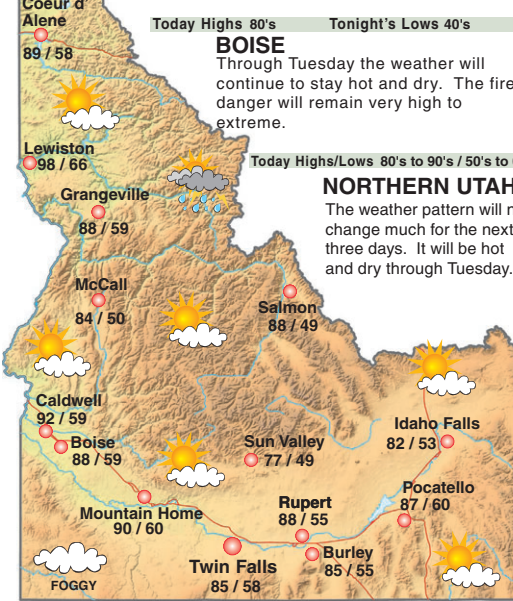 Coeur d'
Alene
89 / 58
Today Highs 80's Tonight's Lows 40's
BOISE
Through Tuesday the weather will
continue to stay hot and dry. The fire
danger will remain very high to
extreme.
Lewiston
98 / 66
Today Highs/Lows 80's to 90's / 50's to
Grangeville
88 / 59
NORTHERN UTAH
The weather pattern will
change much for the next
three days. It will be hot
and dry through Tuesday.
McCall
84 / 50
Salmon
88 / 49
Caldwell
92 / 59
Boise
88 / 59
Sun Valley
77 / 49
Idaho Falls
82 / 53
Mountain Home
90 / 60
Rupert
88 / 55
Pocatello
87 / 60
Twin Falls
85 / 58
Burley
85 / 55
FOGGY